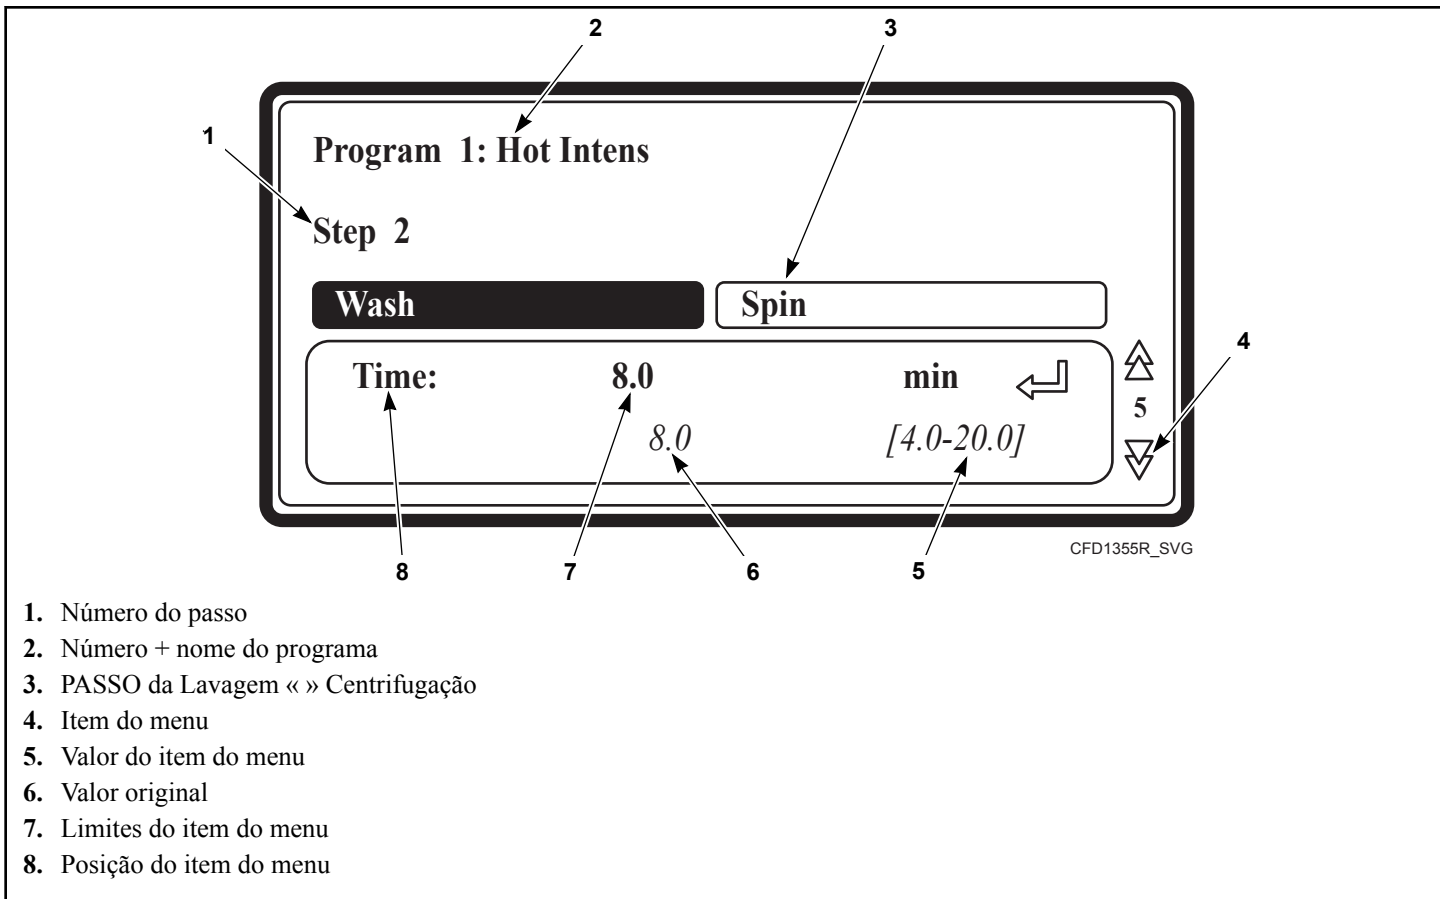 2 3
1 Program 1: Hot Intens
Step 2
Wash Spin
4
Time: 8.0 min
5
8.0 [4.0-20.0]
CFD1355R_SVG
8 7 6 5
1. Número do passo
2. Número + nome do programa
3. PASSO da Lavagem « » Centrifugação
4. Item do menu
5. Valor do item do menu
6. Valor original
7. Limites do item do menu
8. Posição do item do menu